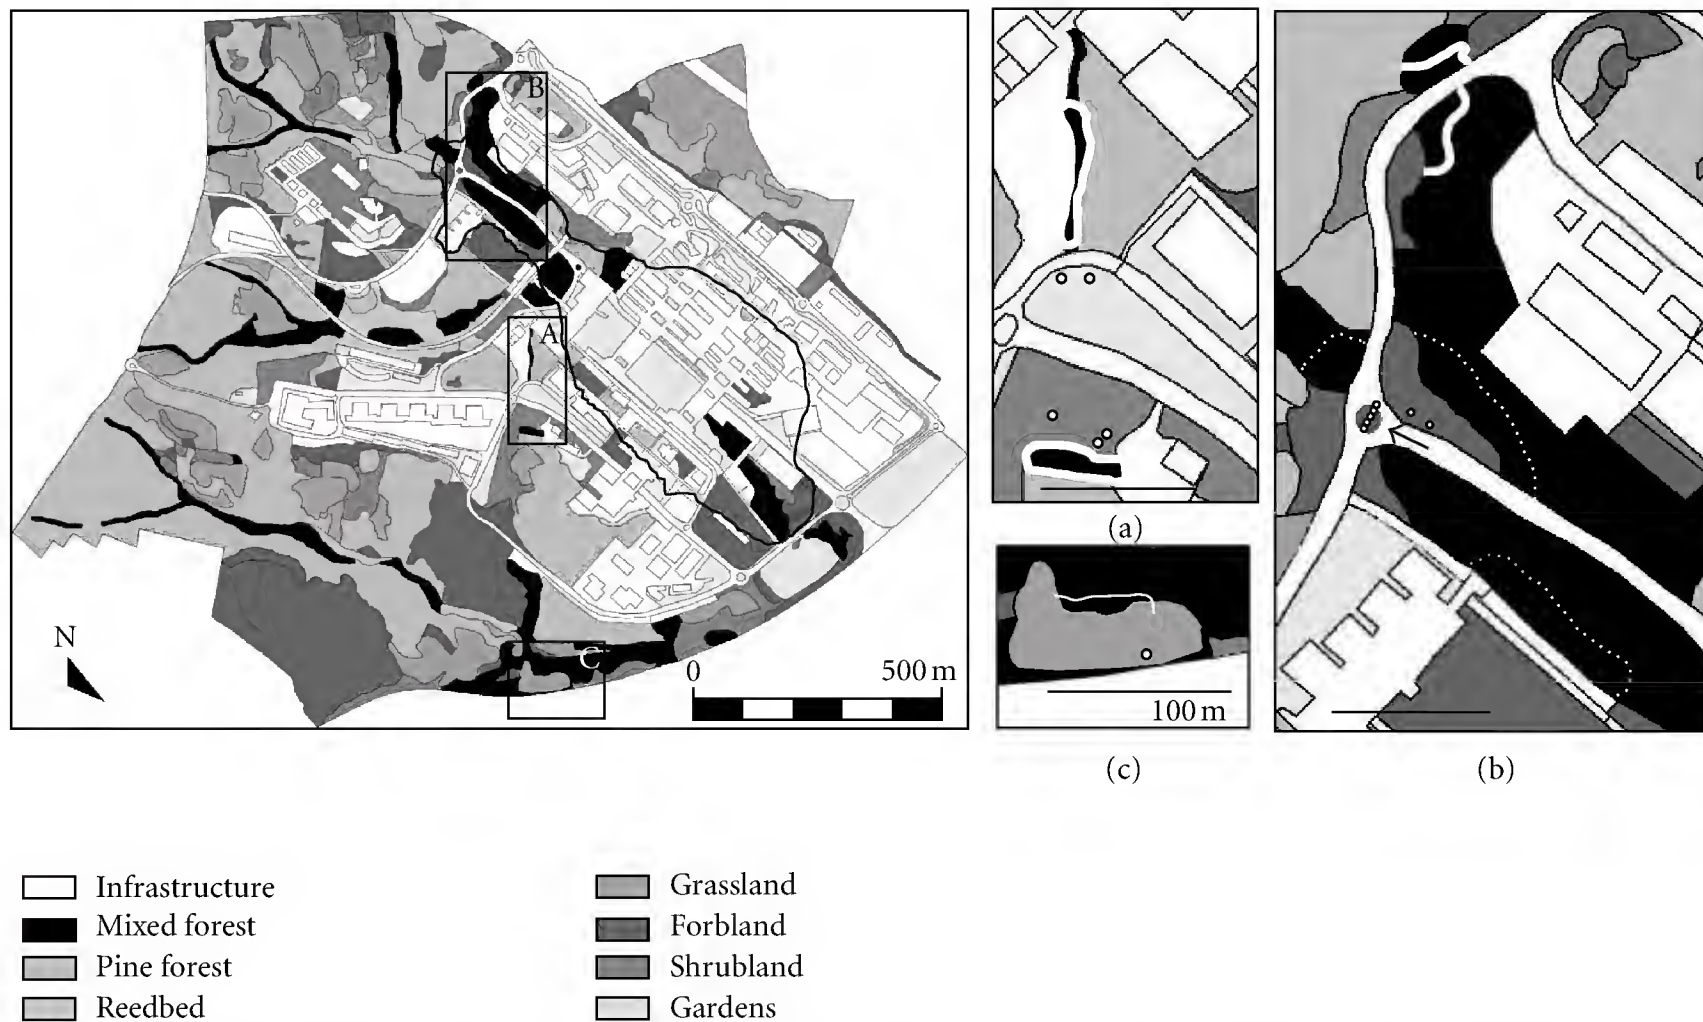 B
A
C
N
0 500 m
(a)
100 m
(c)
(b)
Infrastructure
Mixed forest
Pine forest
Reedbed
Grassland
Forbland
Shrubland
Gardens